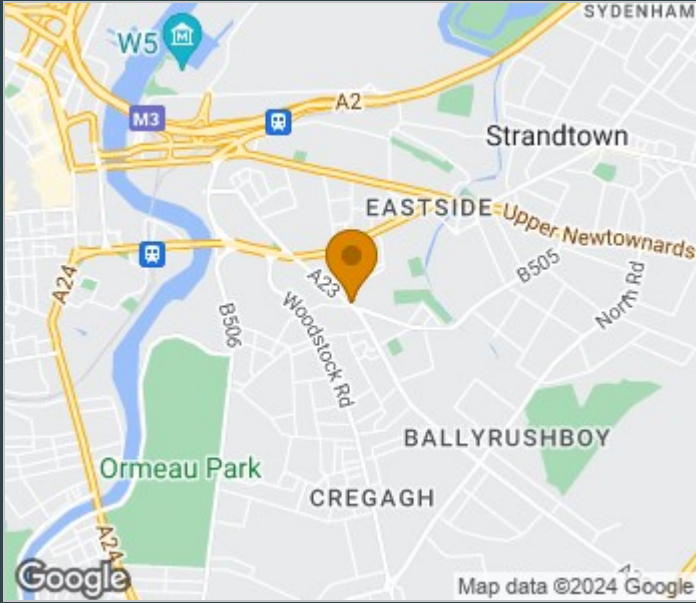 SYDENHAM
W5
M
A2
M3
Strandtown
EASTSIDE
Upper Newtownards
A24
A23
B505
B506
Woodstock Rd
North Rd
BALLYRUSHBOY
Ormeau Park
CREGAGH
A24
Google
Map data ©2024 Google